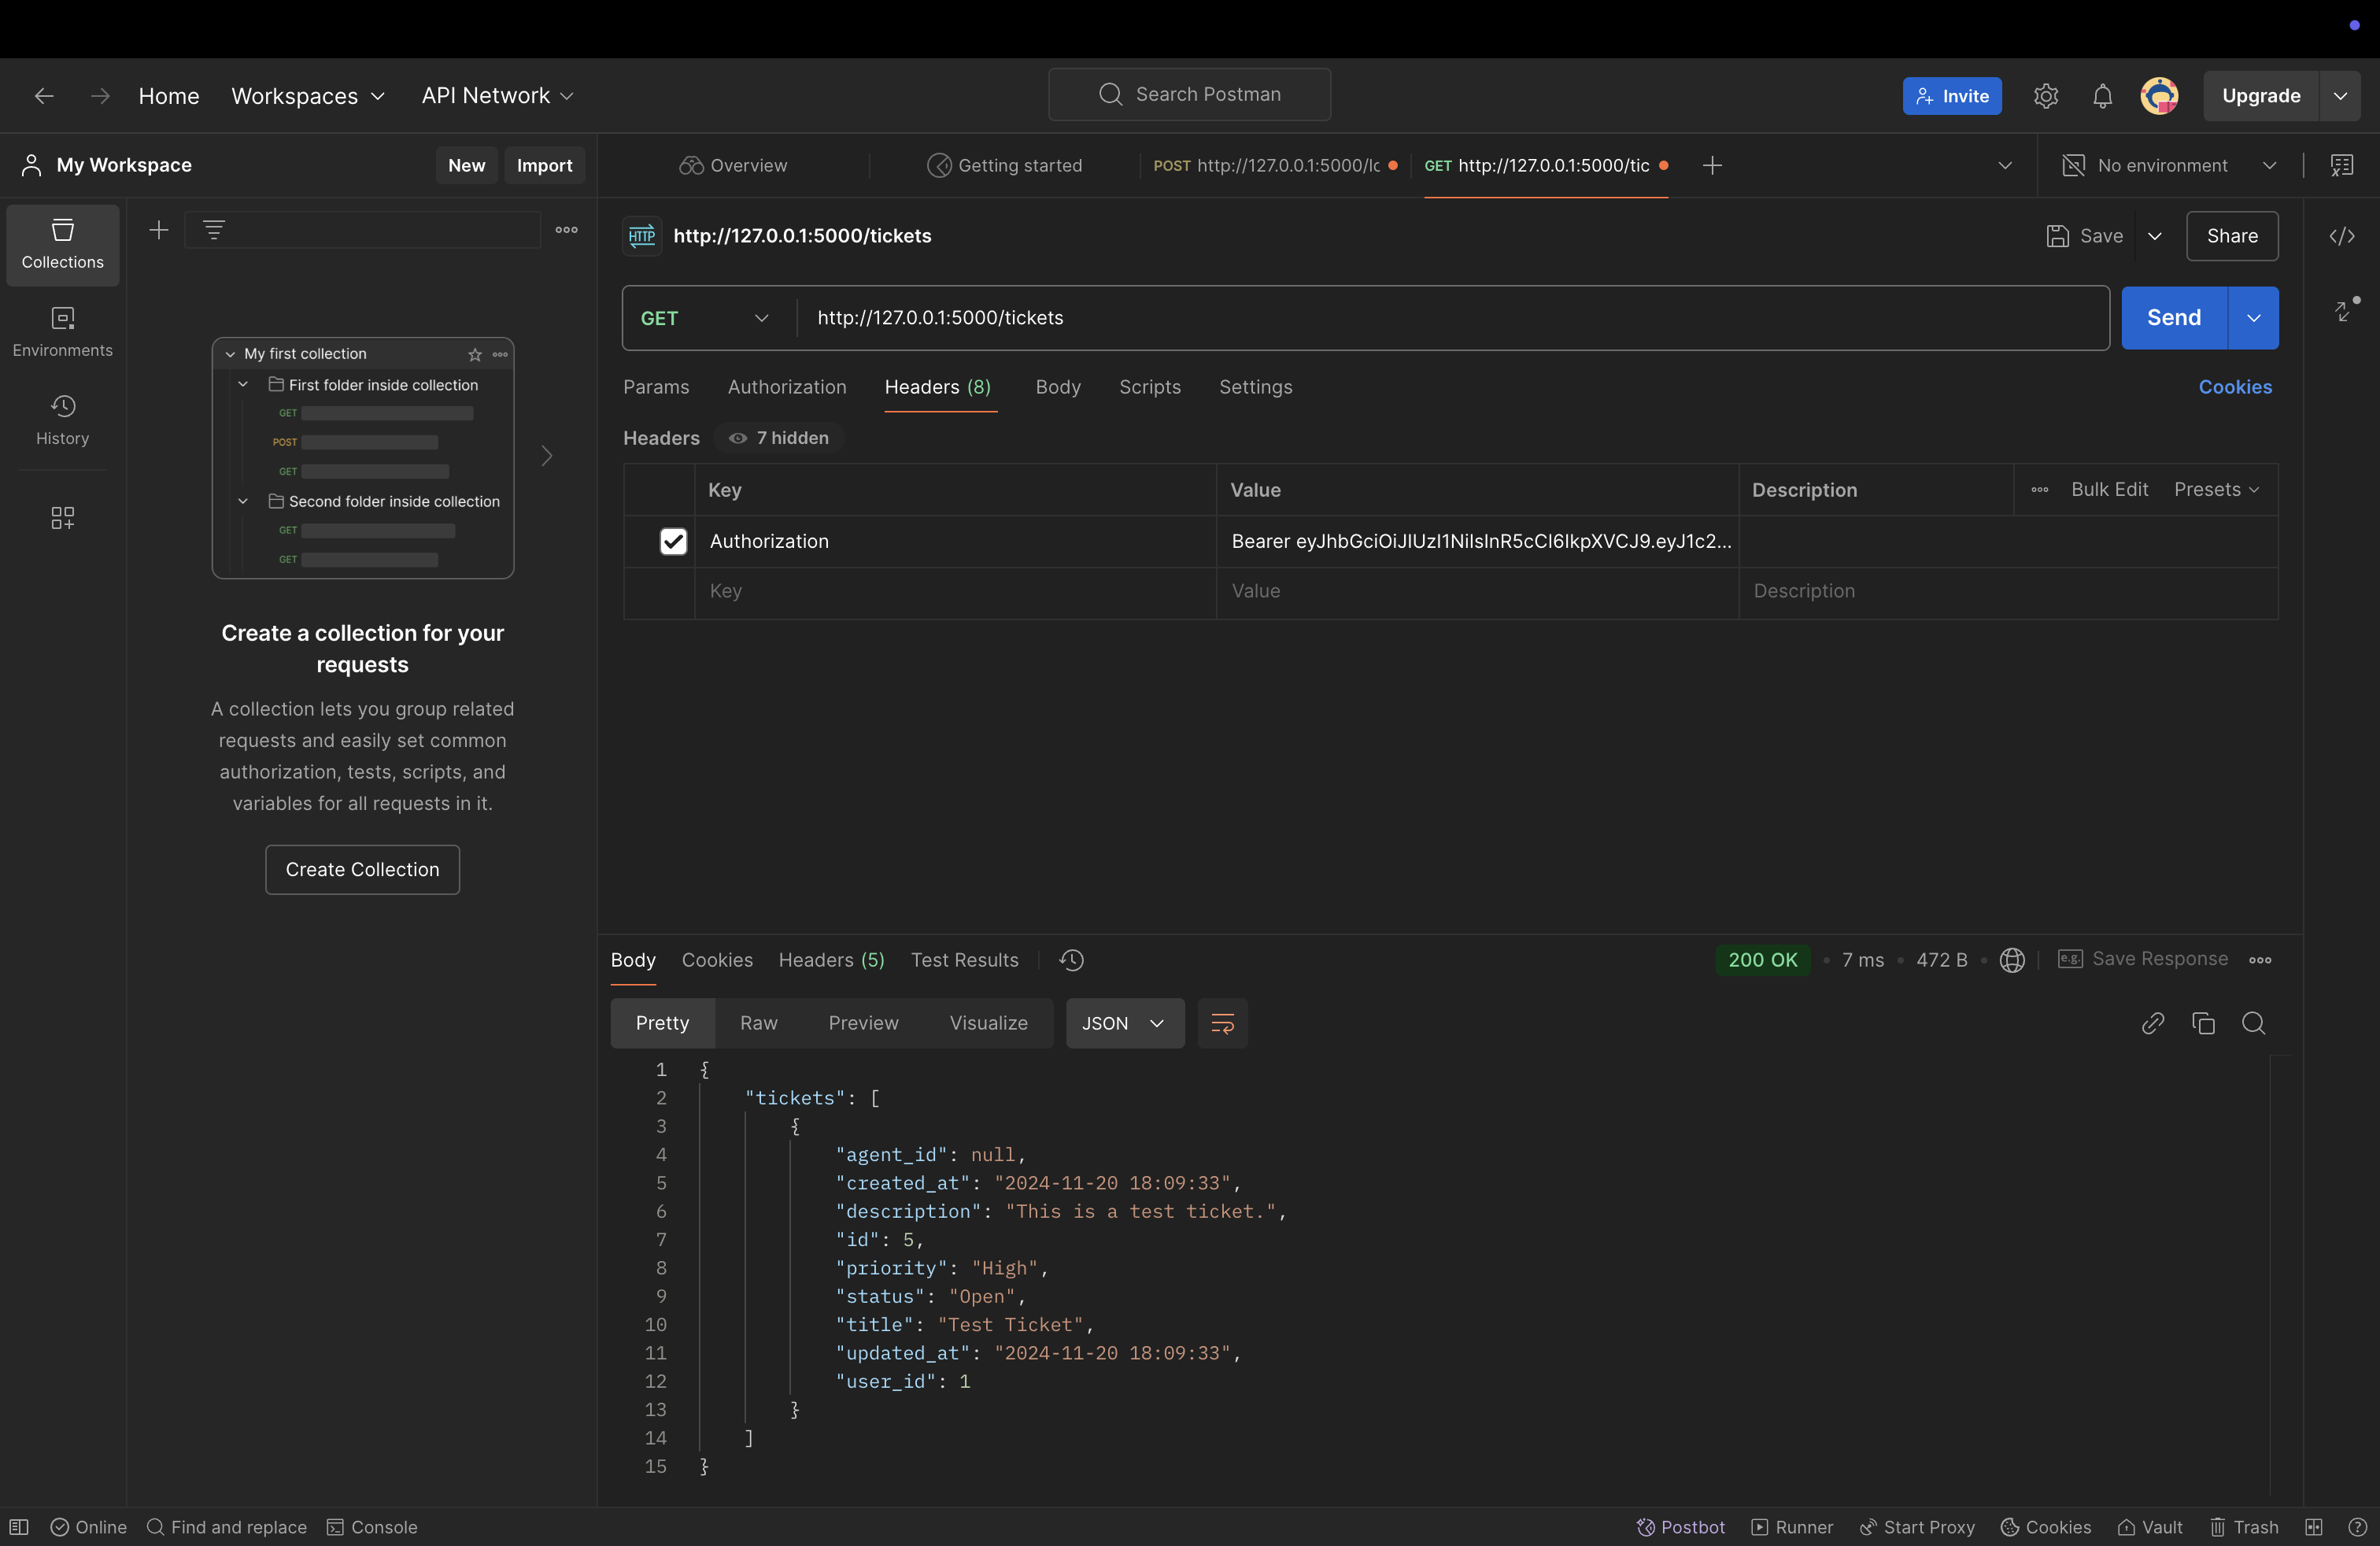 Home Workspaces API Network Search Postman Invite Upgrade
My Workspace New Import Overview Getting started POST http://127.0.0.1:5000/lc GET http://127.0.0.1:5000/tic No environment
Collections
Environments
History
My first collection
First folder inside collection
GET
POST
GET
Second folder inside collection
GET
GET
Create a collection for your
requests
A collection lets you group related
requests and easily set common
authorization, tests, scripts, and
variables for all requests in it.
Create Collection
HTTP http://127.0.0.1:5000/tickets Save Share
GET http://127.0.0.1:5000/tickets Send
Params Authorization Headers (8) Body Scripts Settings Cookies
Headers 7 hidden
Key Value Description Bulk Edit Presets
Authorization Bearer eyJhbGciOiJIUzI1NiIsInR5cCI6IkpXVCJ9.eyJ1c2...
Key Value Description
Body Cookies Headers (5) Test Results 200 OK 7 ms 472 B e.g. Save Response
Pretty Raw Preview Visualize JSON
1 {
2 "tickets": [
3 {
4 "agent_id": null,
5 "created_at": "2024-11-20 18:09:33",
6 "description": "This is a test ticket.",
7 "id": 5,
8 "priority": "High",
9 "status": "Open",
10 "title": "Test Ticket",
11 "updated_at": "2024-11-20 18:09:33",
12 "user_id": 1
13 }
14 ]
15 }
Online Find and replace Console Postbot Runner Start Proxy Cookies Vault Trash